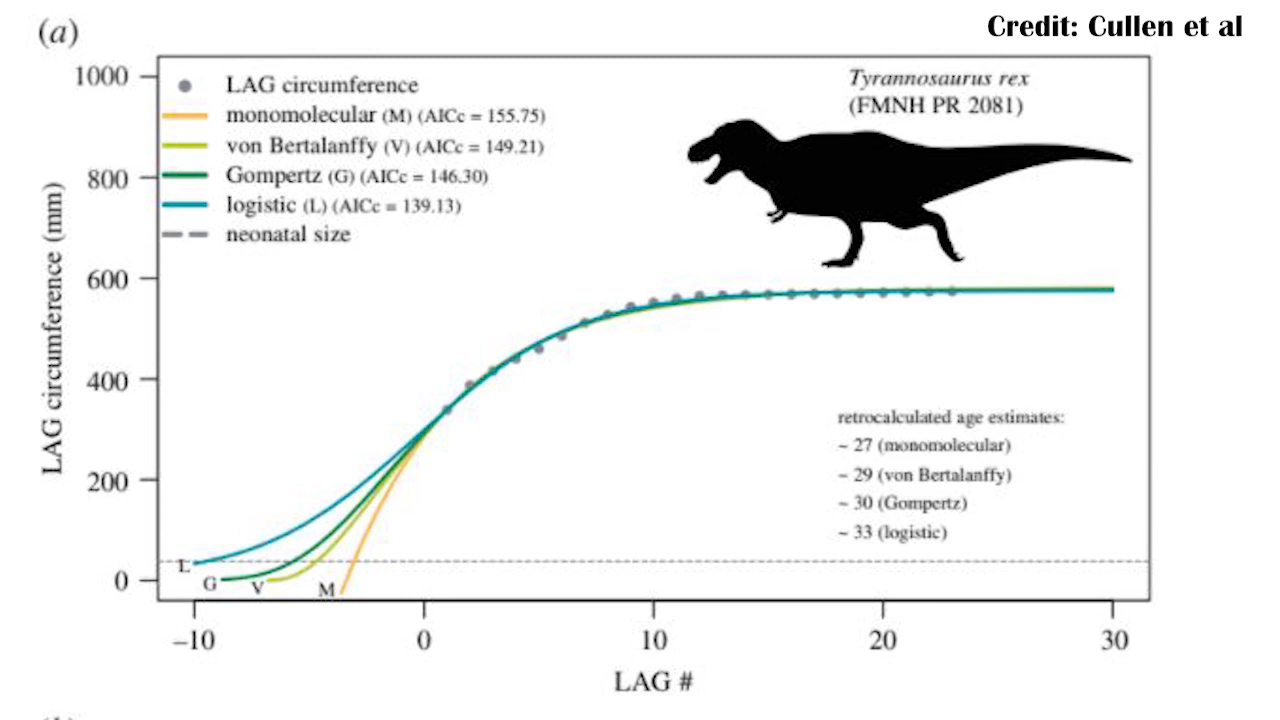 (a)
Credit: Cullen et al
1000
800
600
400
200
0
LAG circumference (mm)
LAG circumference
monomolecular (M) (AICc = 155.75)
von Bertalanffy (V) (AICc = 149.21)
Gompertz (G) (AICc = 146.30)
logistic (L) (AICc = 139.13)
neonatal size
Tyrannosaurus rex
(FMNH PR 2081)
retrocalculated age estimates:
~ 27 (monomolecular)
~ 29 (von Bertalanffy)
~ 30 (Gompertz)
~ 33 (logistic)
L
G
V
M
–10
0
10
20
30
LAG #